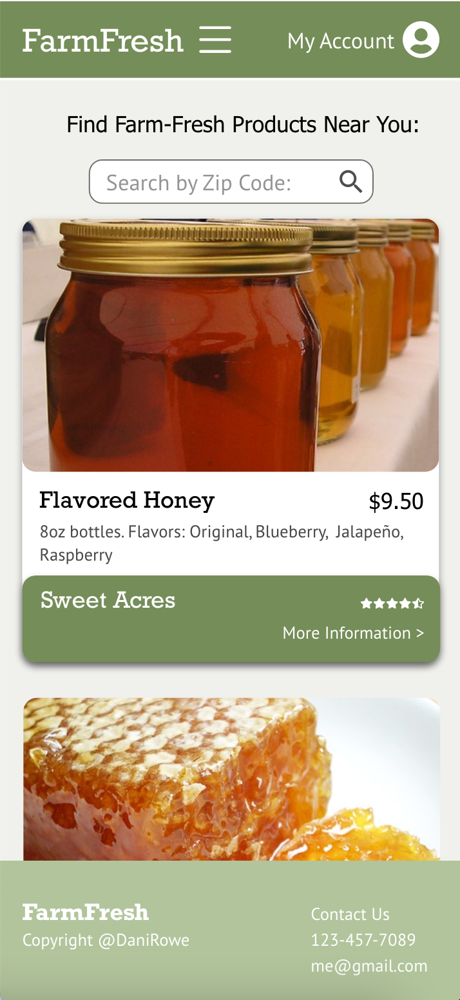 FarmFresh
My Account
Find Farm-Fresh Products Near You:
Search by Zip Code:
Flavored Honey
$9.50
8oz bottles. Flavors: Original, Blueberry, Jalapeño,
Raspberry
Sweet Acres
More Information >
FarmFresh
Copyright @DaniRowe
Contact Us
123-457-7089
me@gmail.com